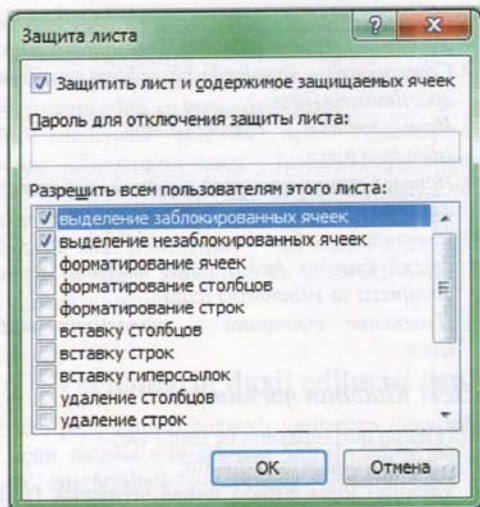 Защита листа
Защитить лист и содержимое защищаемых ячеек
Пароль для отключения защиты листа:
Разрешить всем пользователям этого листа:
выделение заблокированных ячеек
выделение незаблокированных ячеек
форматирование ячеек
форматирование столбцов
форматирование строк
вставку столбцов
вставку строк
вставку гиперссылок
удаление столбцов
удаление строк
ОК
Отмена